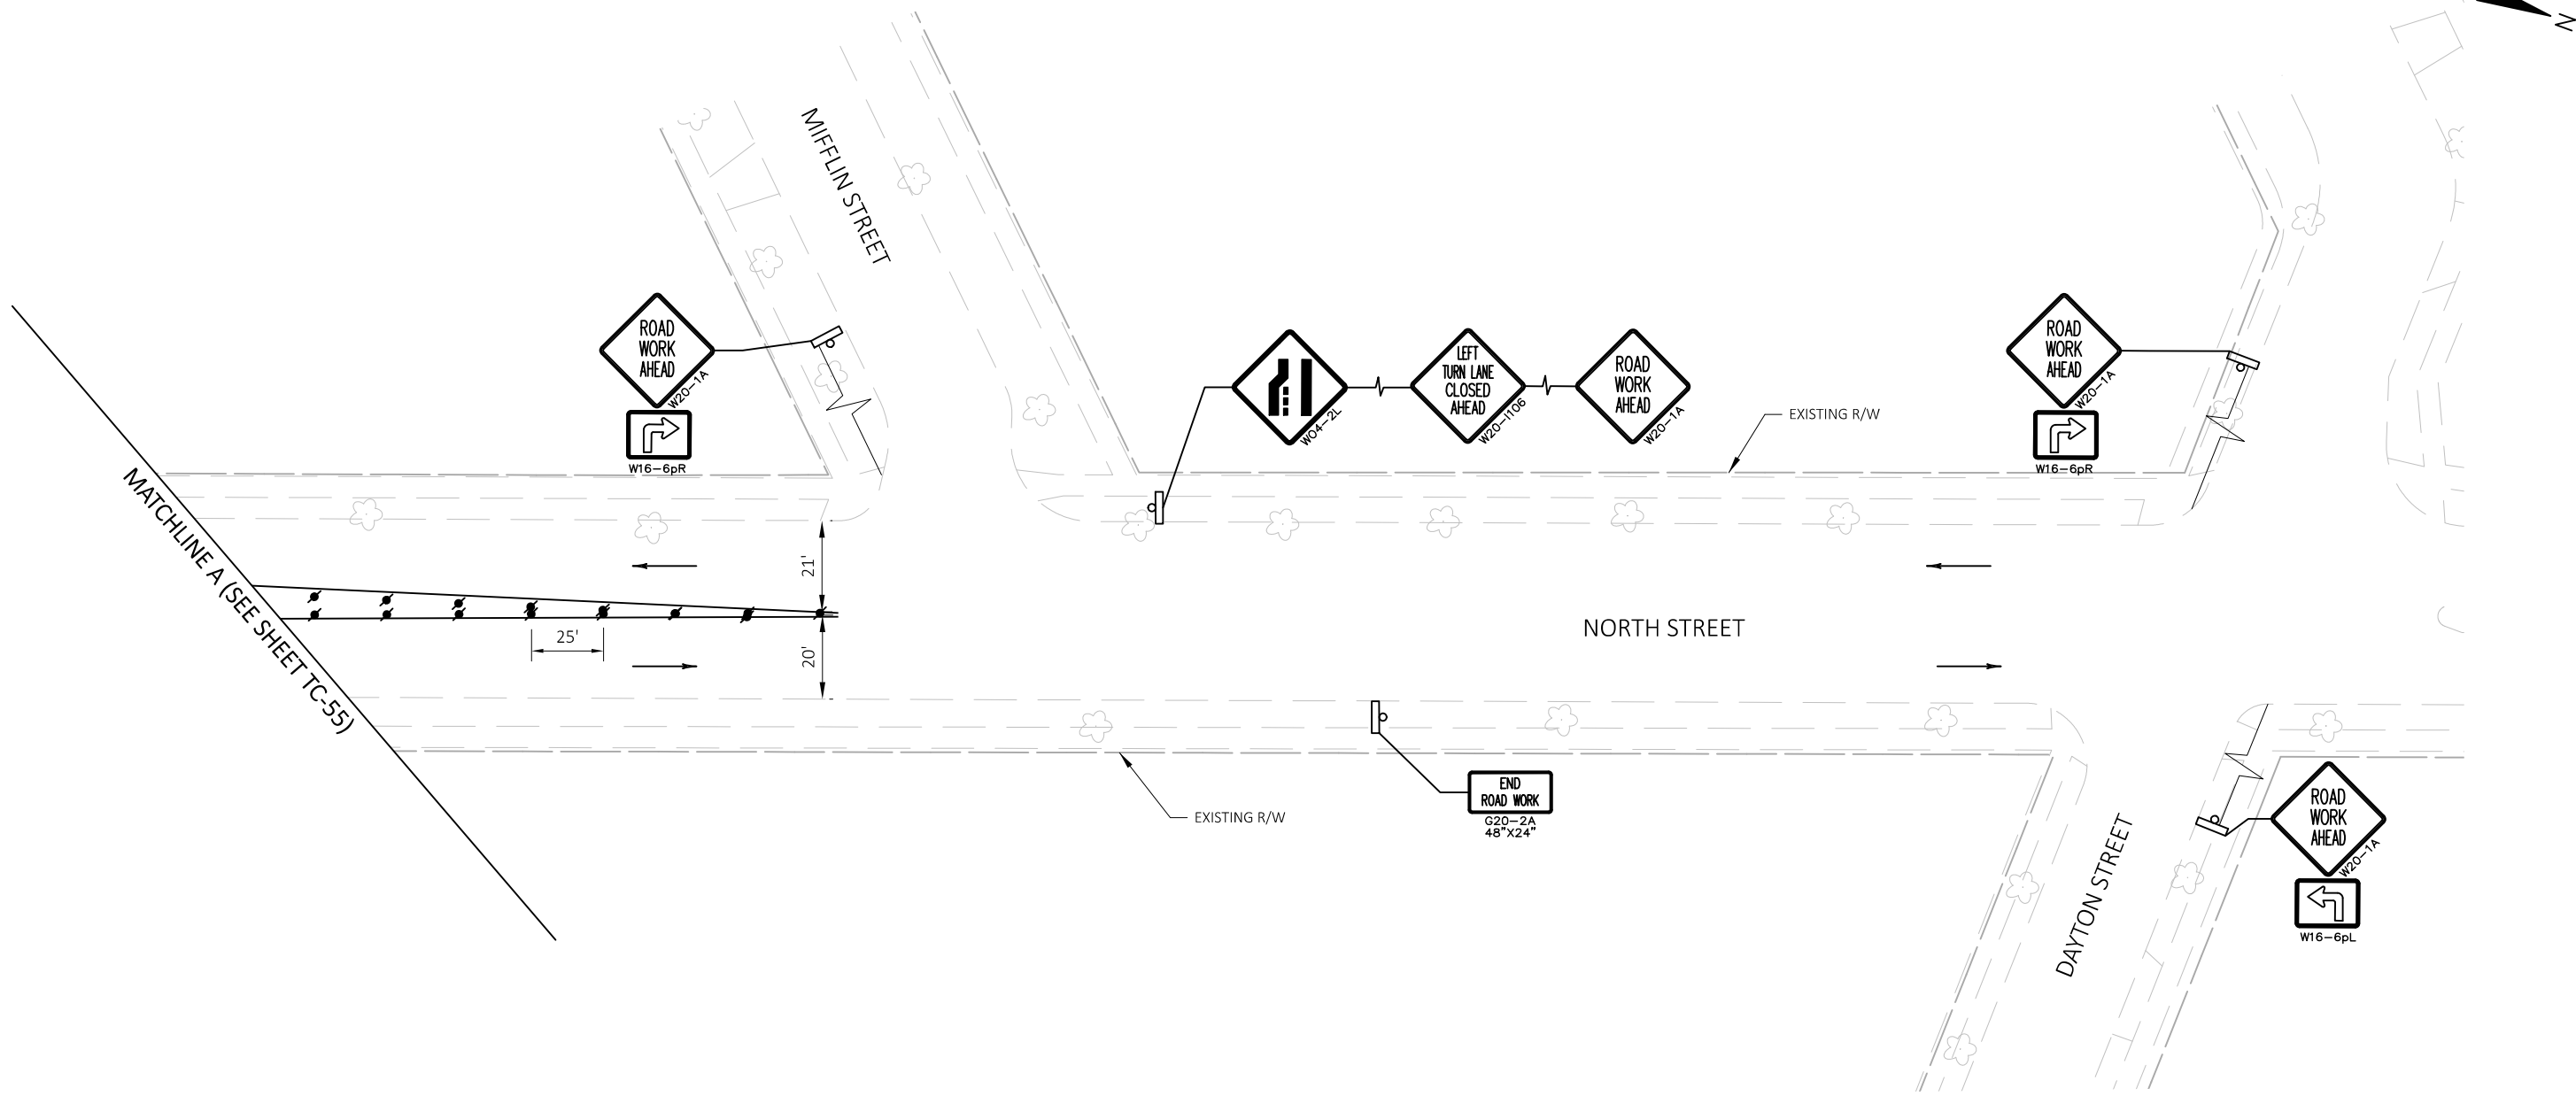 N
MIFFLIN STREET
ROAD
WORK
AHEAD
W20-1A
W16-6pR
W04-2L
LEFT
TURN LANE
CLOSED
AHEAD
W20-I106
ROAD
WORK
AHEAD
W20-1A
EXISTING R/W
ROAD
WORK
AHEAD
W20-1A
W16-6pR
MATCHLINE A (SEE SHEET TC-55)
21'
25'
20'
NORTH STREET
EXISTING R/W
END
ROAD WORK
G20-2A
48"X24"
DAYTON STREET
ROAD
WORK
AHEAD
W20-1A
W16-6pL